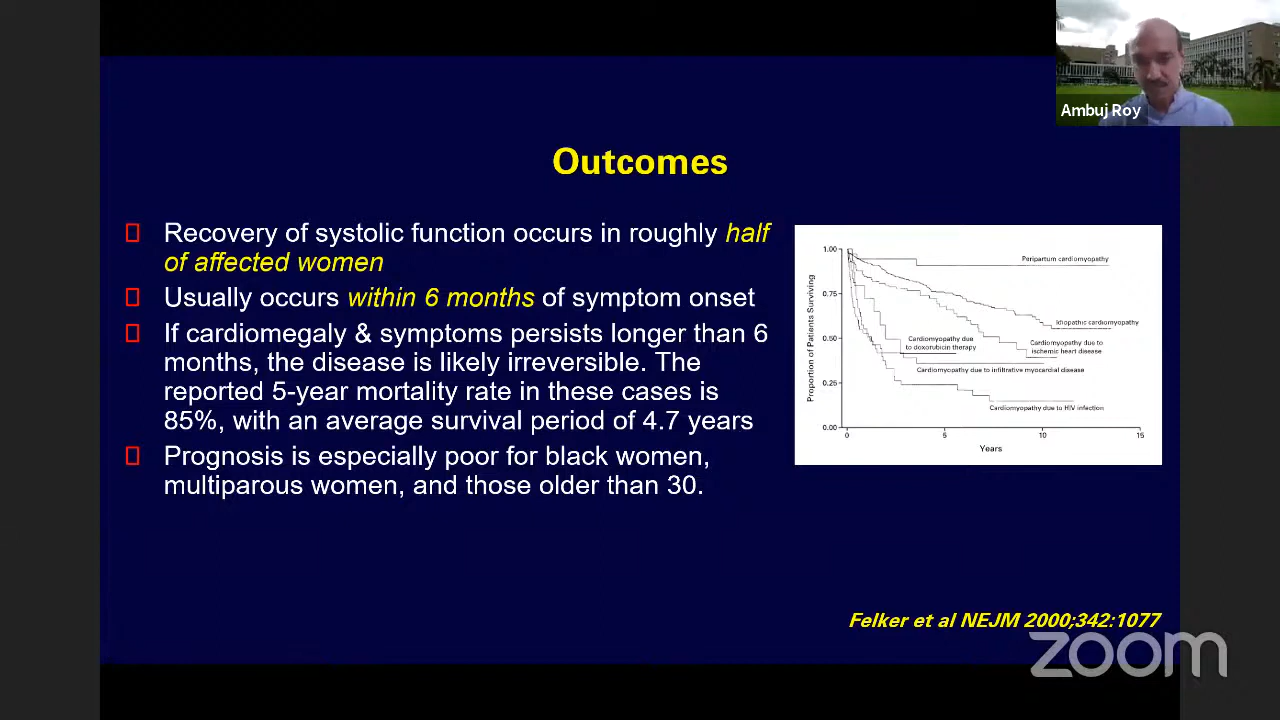 Ambuj Roy
Outcomes
Recovery of systolic function occurs in roughly half
of affected women
Usually occurs within 6 months of symptom onset
If cardiomegaly & symptoms persists longer than 6
months, the disease is likely irreversible. The
reported 5-year mortality rate in these cases is
85%, with an average survival period of 4.7 years
Prognosis is especially poor for black women,
multiparous women, and those older than 30.
Proportion of Patients Surviving
1.00
0.75
0.50
0.25
0.00
Peripartum cardiomyopathy
Idiopathic cardiomyopathy
Cardiomyopathy due
to doxorubicin therapy
Cardiomyopathy due to
ischemic heart disease
Cardiomyopathy due to infiltrative myocardial disease
Cardiomyopathy due to HIV infection
0 5 10 15
Years
Felker et al NEJM 2000;342:1077
zoom